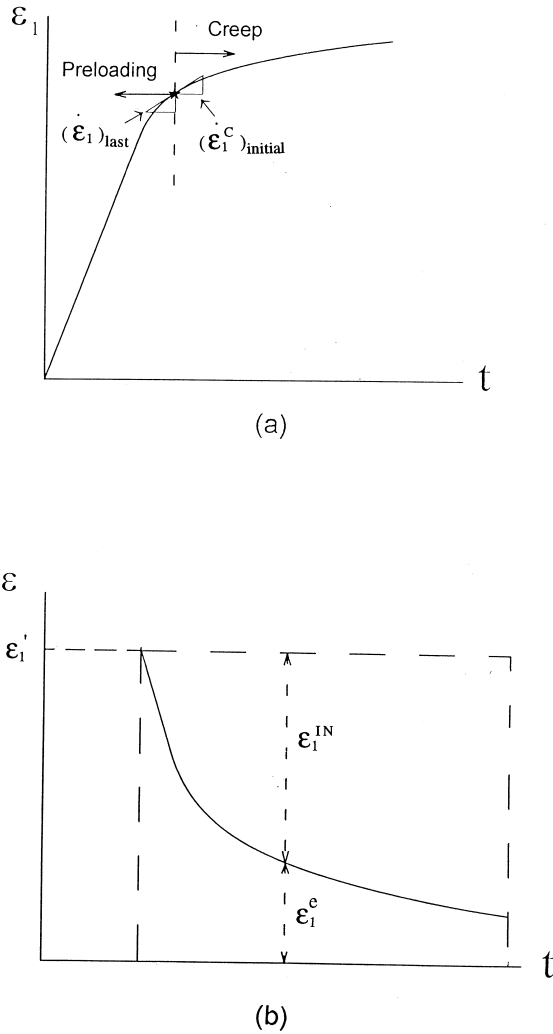 ε₁
Creep
Preloading
(ε̇₁)last
(ε̇₁ᶜ)initial
t
(a)
ε
ε₁'
ε₁ᴵᴺ
ε₁ᵉ
t
(b)